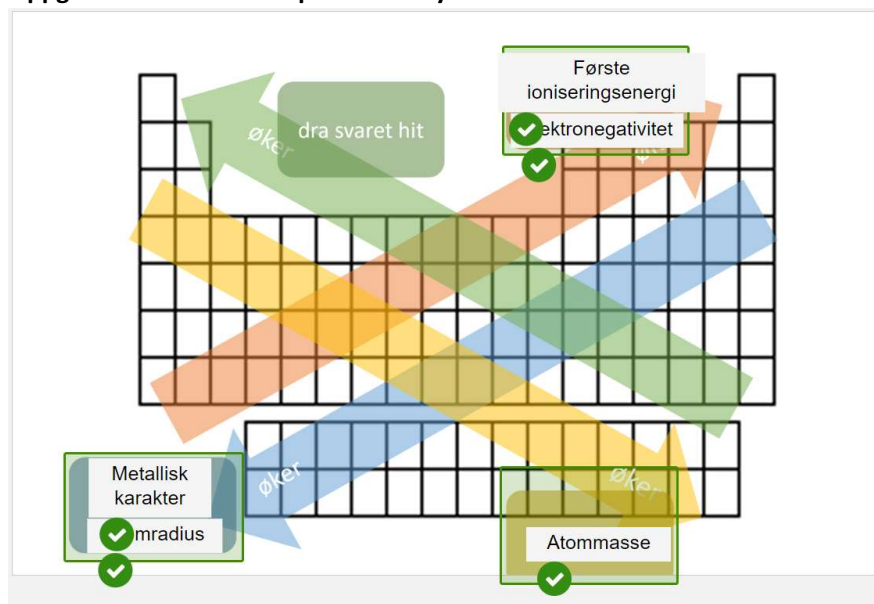 Første
ioniseringsenergi
ektronegativitet
øker
dra svaret hit
Metallisk
karakter
mradius
øker
øker
Atommasse